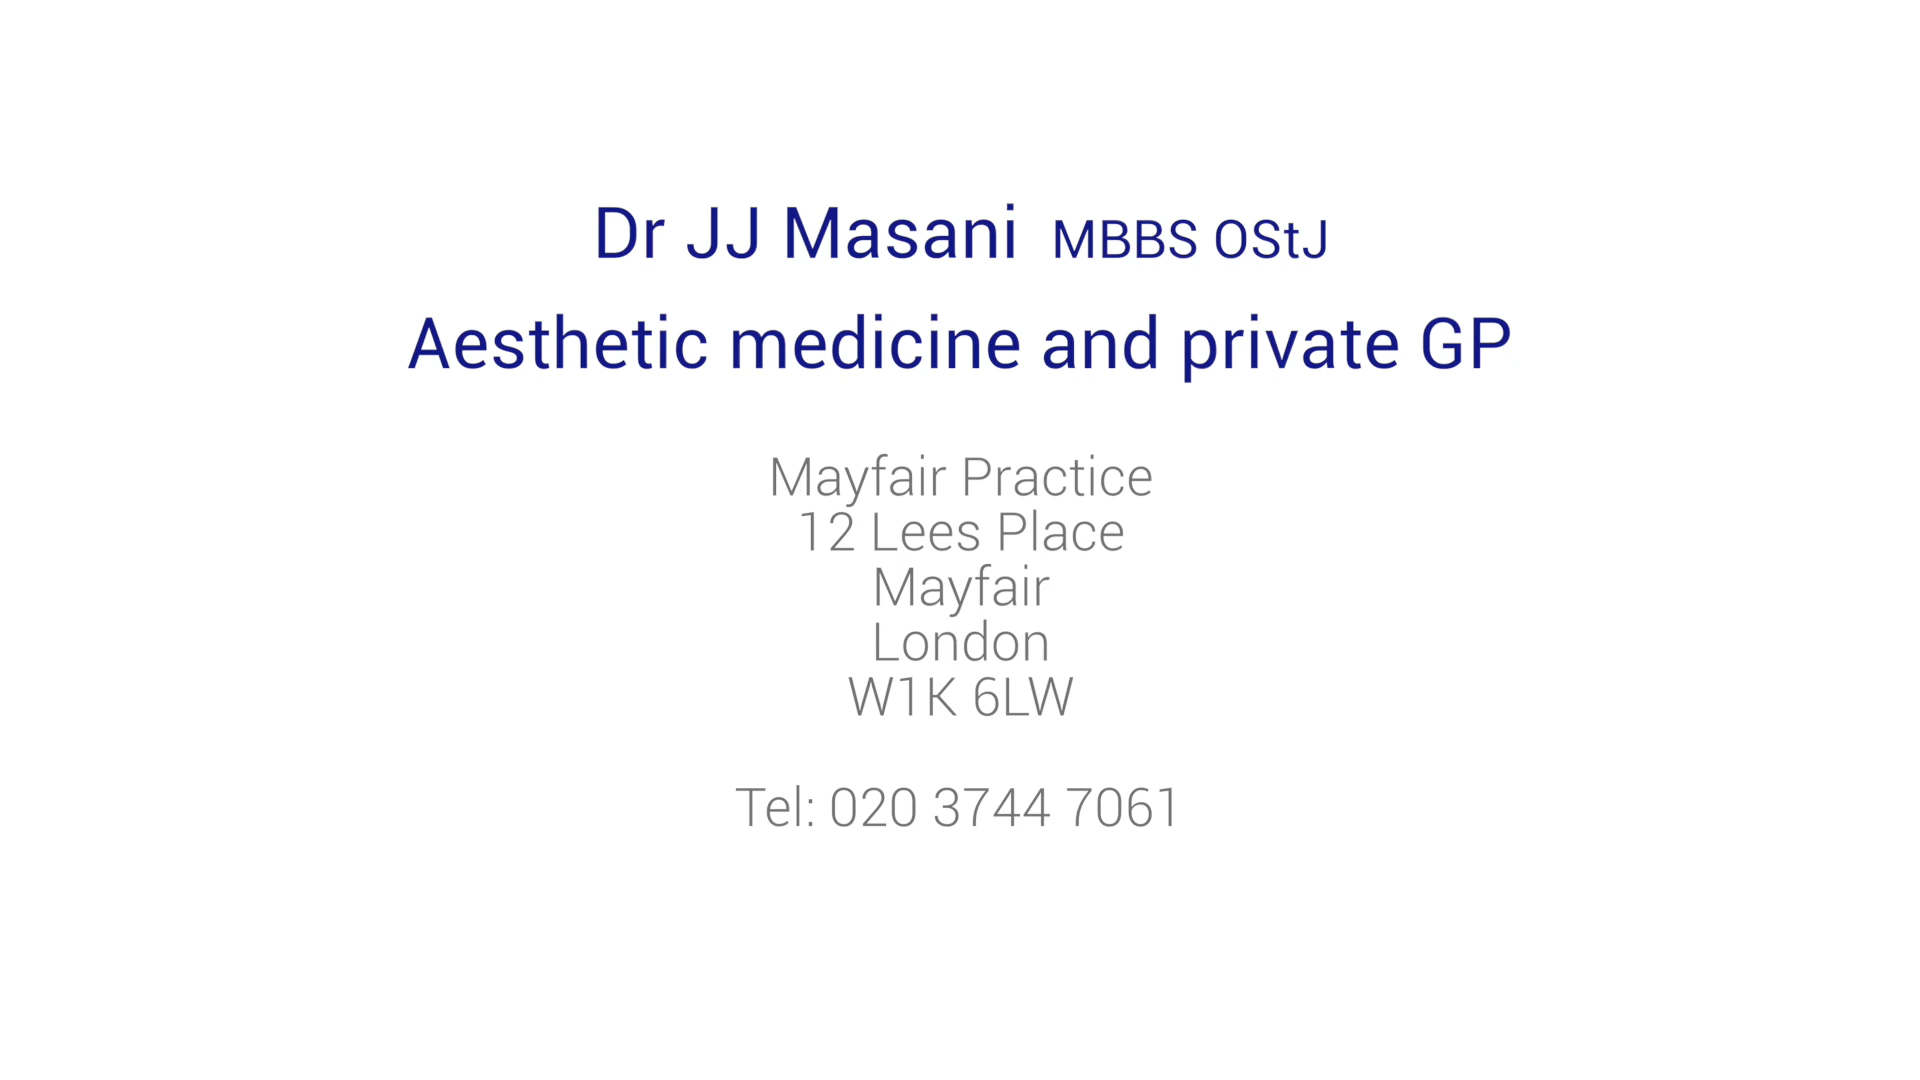 Dr JJ Masani MBBS OStJ
Aesthetic medicine and private GP
Mayfair Practice
12 Lees Place
Mayfair
London
W1K 6LW
Tel: 020 3744 7061